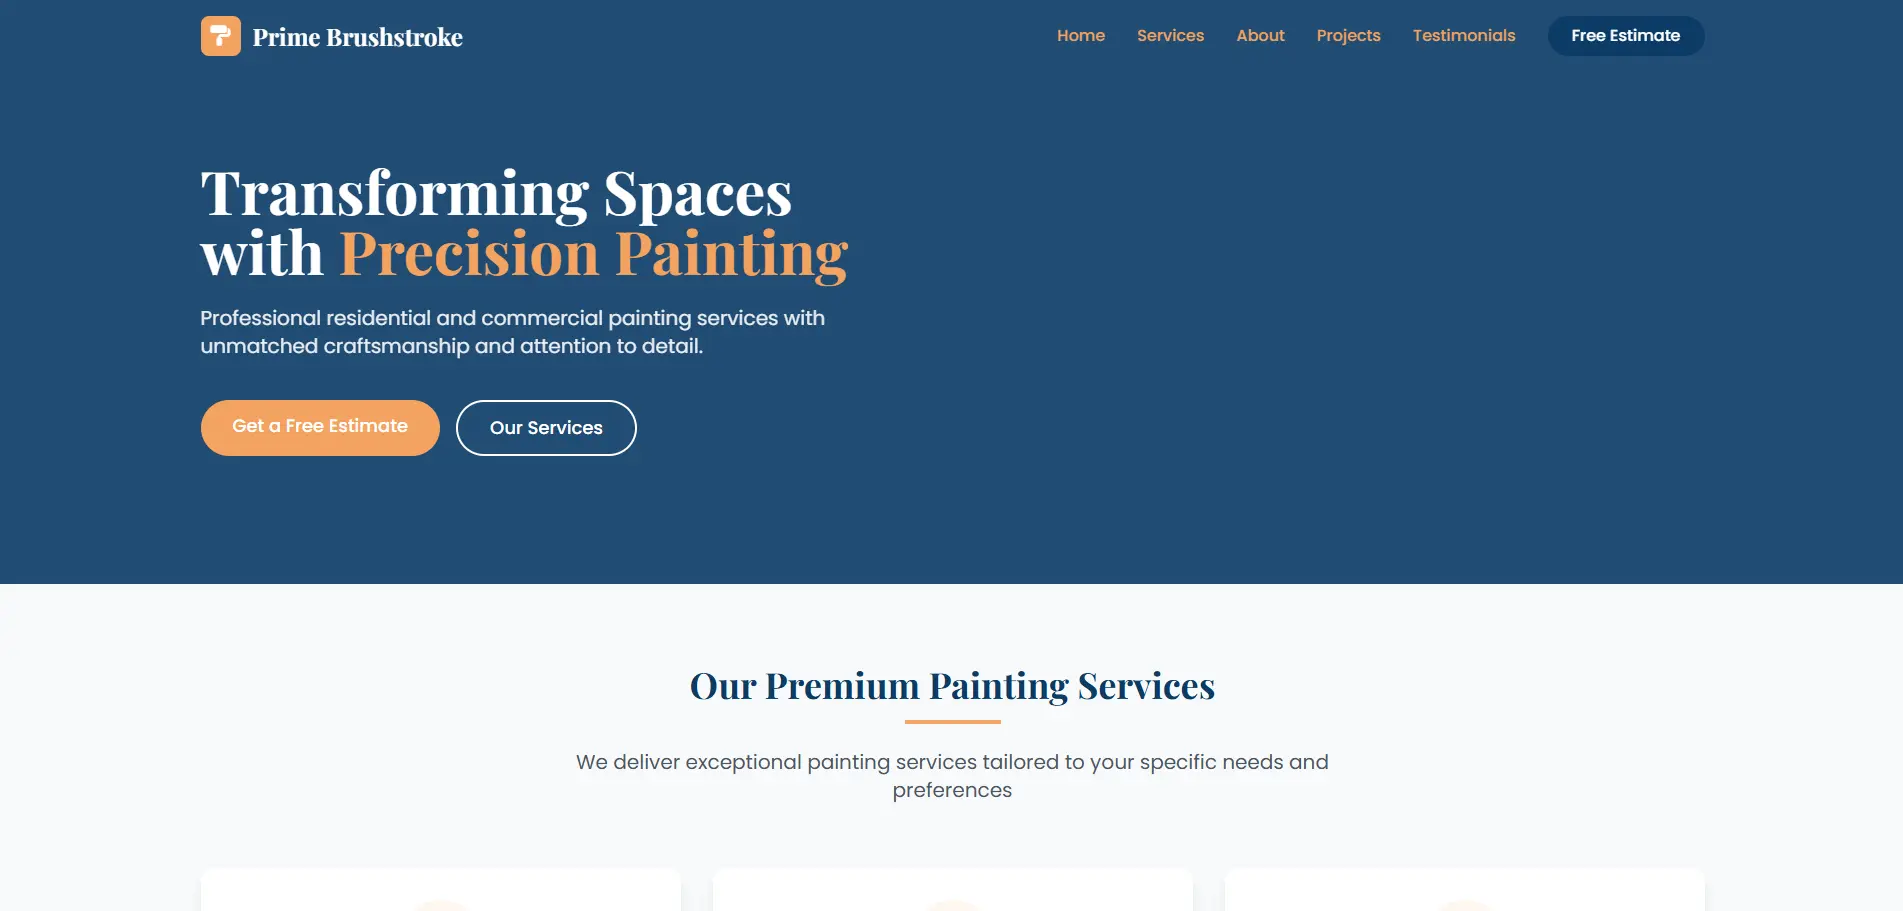 Prime Brushstroke
Home Services About Projects Testimonials Free Estimate
Transforming Spaces
with Precision Painting
Professional residential and commercial painting services with
unmatched craftsmanship and attention to detail.
Get a Free Estimate Our Services
Our Premium Painting Services
We deliver exceptional painting services tailored to your specific needs and
preferences